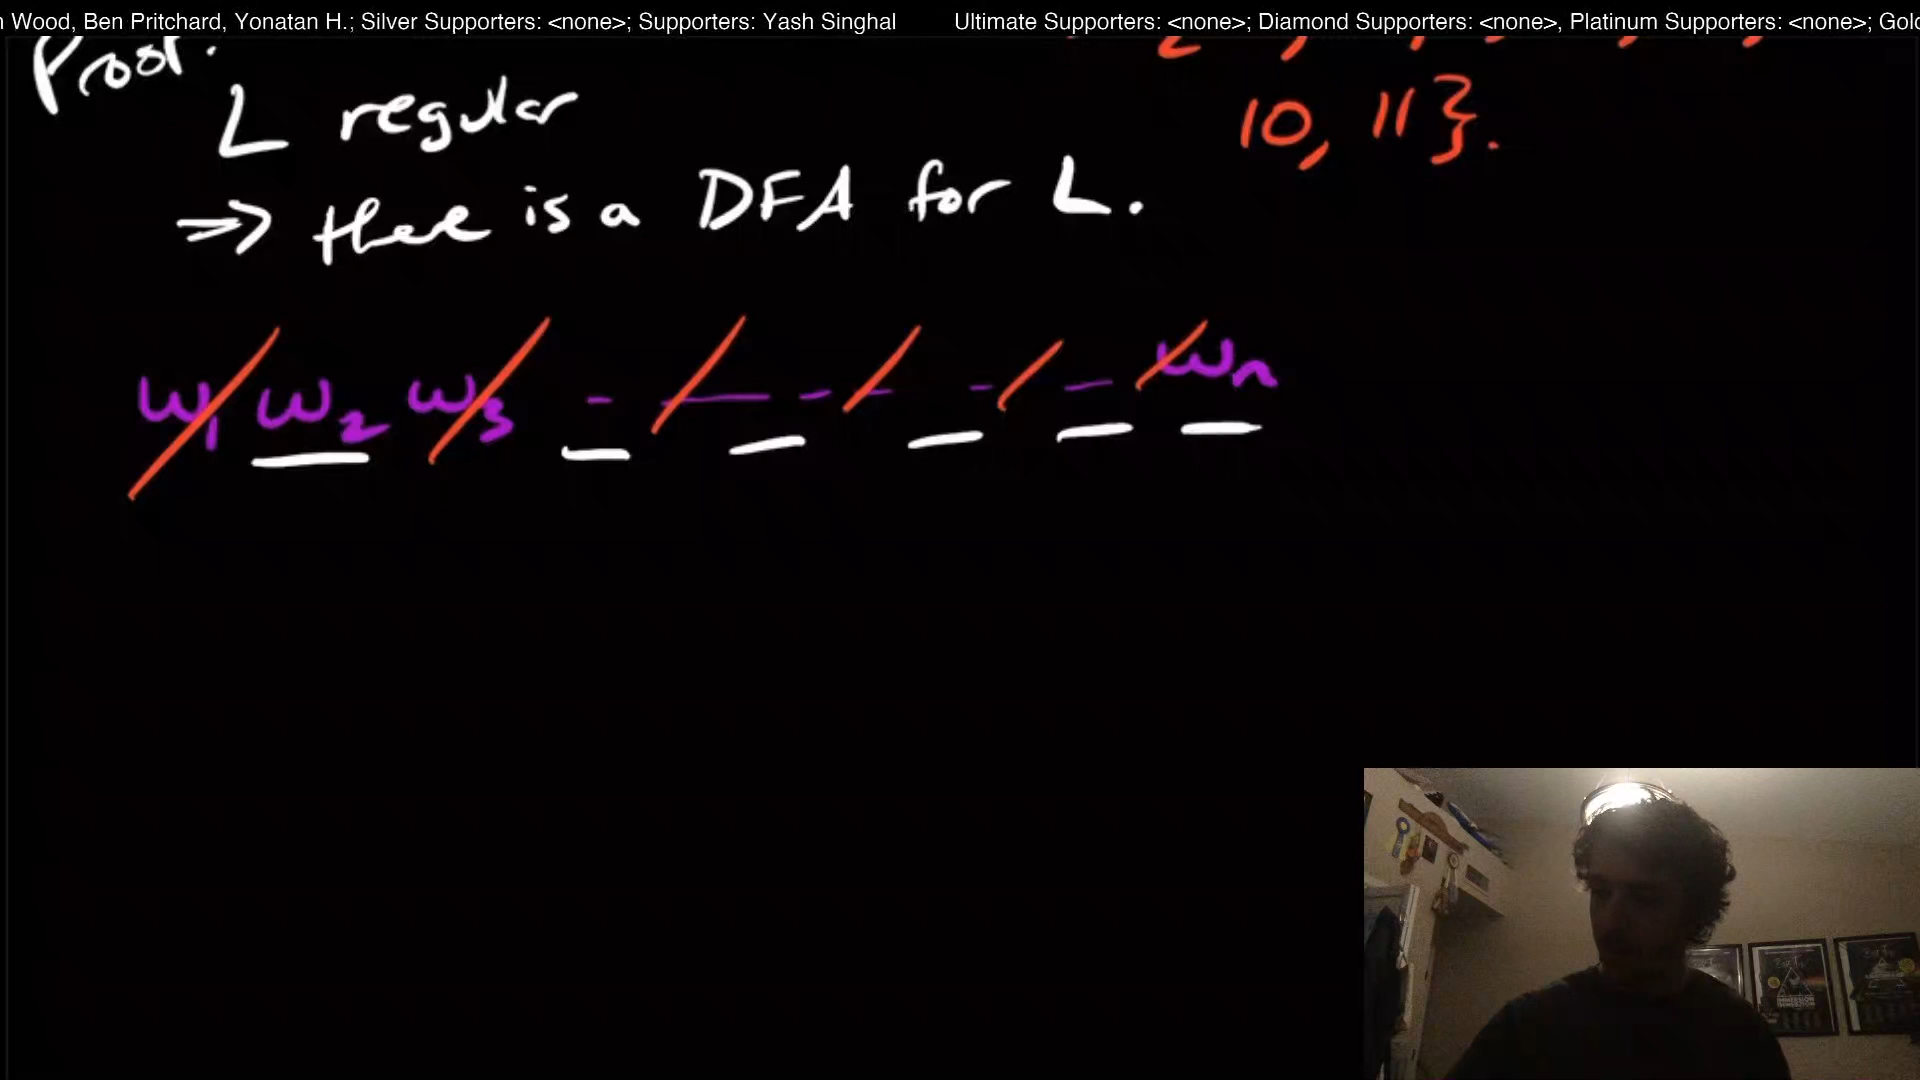 n Wood, Ben Pritchard, Yonatan H.; Silver Supporters: <none>; Supporters: Yash Singhal Ultimate Supporters: <none>; Diamond Supporters: <none>, Platinum Supporters: <none>; Gol
Proof.
L regular
10, 11}.
⇒ there is a DFA for L.
w₁ w₂ w₃ - — - - - - wₙ